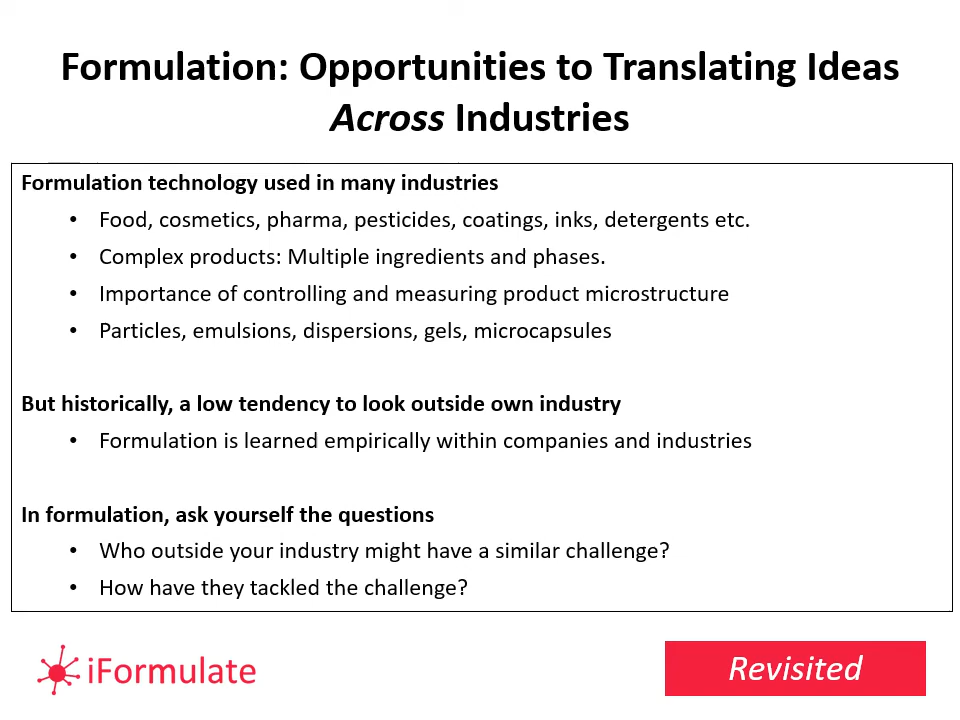 Formulation: Opportunities to Translating Ideas
Across Industries
Formulation technology used in many industries
• Food, cosmetics, pharma, pesticides, coatings, inks, detergents etc.
• Complex products: Multiple ingredients and phases.
• Importance of controlling and measuring product microstructure
• Particles, emulsions, dispersions, gels, microcapsules
But historically, a low tendency to look outside own industry
• Formulation is learned empirically within companies and industries
In formulation, ask yourself the questions
• Who outside your industry might have a similar challenge?
• How have they tackled the challenge?
iFormulate
Revisited